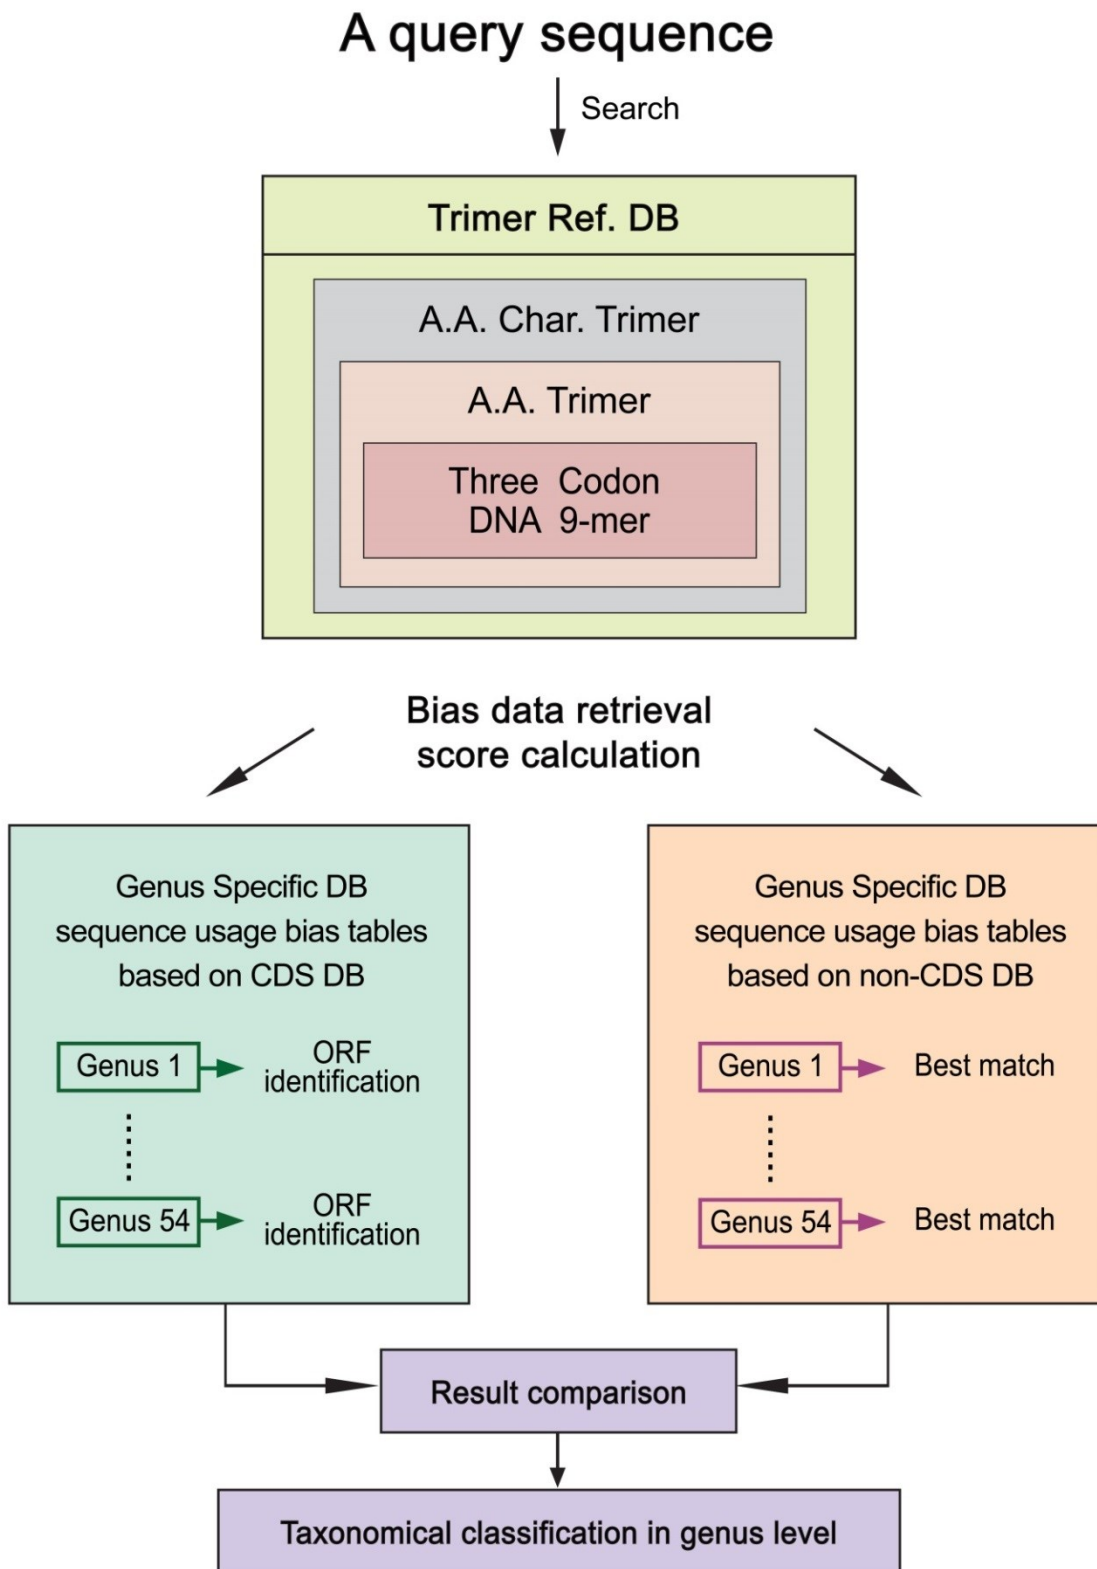 A query sequence
Search
Trimer Ref. DB
A.A. Char. Trimer
A.A. Trimer
Three Codon
DNA 9-mer
Bias data retrieval
score calculation
Genus Specific DB
sequence usage bias tables
based on CDS DB
Genus 1
ORF
identification
Genus 54
ORF
identification
Genus Specific DB
sequence usage bias tables
based on non-CDS DB
Genus 1
Best match
Genus 54
Best match
Result comparison
Taxonomical classification in genus level